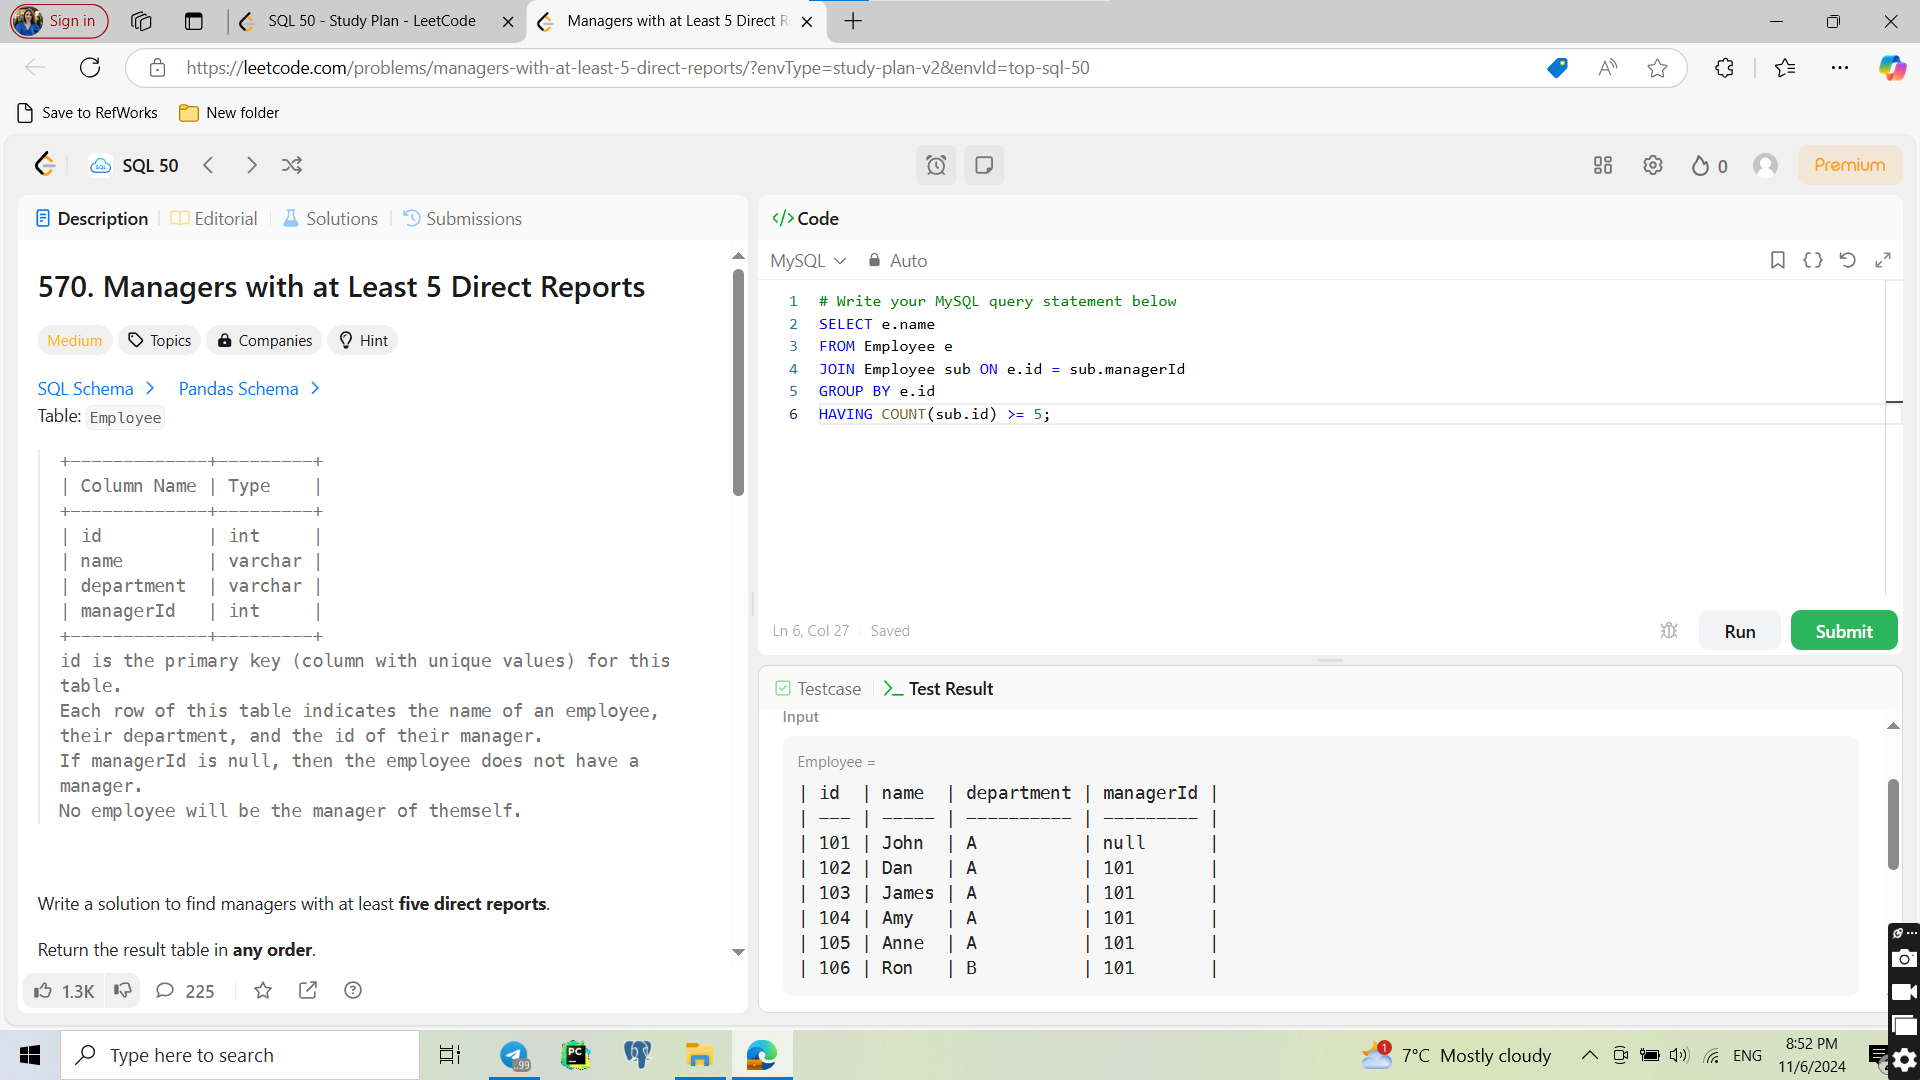 Sign in
SQL 50 - Study Plan - LeetCode
Managers with at Least 5 Direct R
https://leetcode.com/problems/managers-with-at-least-5-direct-reports/?envType=study-plan-v2&envId=top-sql-50
Save to RefWorks
New folder
SQL 50
0
Premium
Description
Editorial
Solutions
Submissions
570. Managers with at Least 5 Direct Reports
Medium
Topics
Companies
Hint
SQL Schema
Pandas Schema
Table: Employee
+-------------+---------+
| Column Name | Type    |
+-------------+---------+
| id          | int     |
| name        | varchar |
| department  | varchar |
| managerId   | int     |
+-------------+---------+
id is the primary key (column with unique values) for this
table.
Each row of this table indicates the name of an employee,
their department, and the id of their manager.
If managerId is null, then the employee does not have a
manager.
No employee will be the manager of themself.
Write a solution to find managers with at least five direct reports.
Return the result table in any order.
1.3K
225
</> Code
MySQL
Auto
1 # Write your MySQL query statement below
2 SELECT e.name
3 FROM Employee e
4 JOIN Employee sub ON e.id = sub.managerId
5 GROUP BY e.id
6 HAVING COUNT(sub.id) >= 5;
Ln 6, Col 27
Saved
Run
Submit
Testcase
Test Result
Input
Employee =
| id  | name  | department | managerId |
| --- | ----- | ---------- | --------- |
| 101 | John  | A          | null      |
| 102 | Dan   | A          | 101       |
| 103 | James | A          | 101       |
| 104 | Amy   | A          | 101       |
| 105 | Anne  | A          | 101       |
| 106 | Ron   | B          | 101       |
Type here to search
99
PC
1
7°C Mostly cloudy
ENG
8:52 PM
11/6/2024